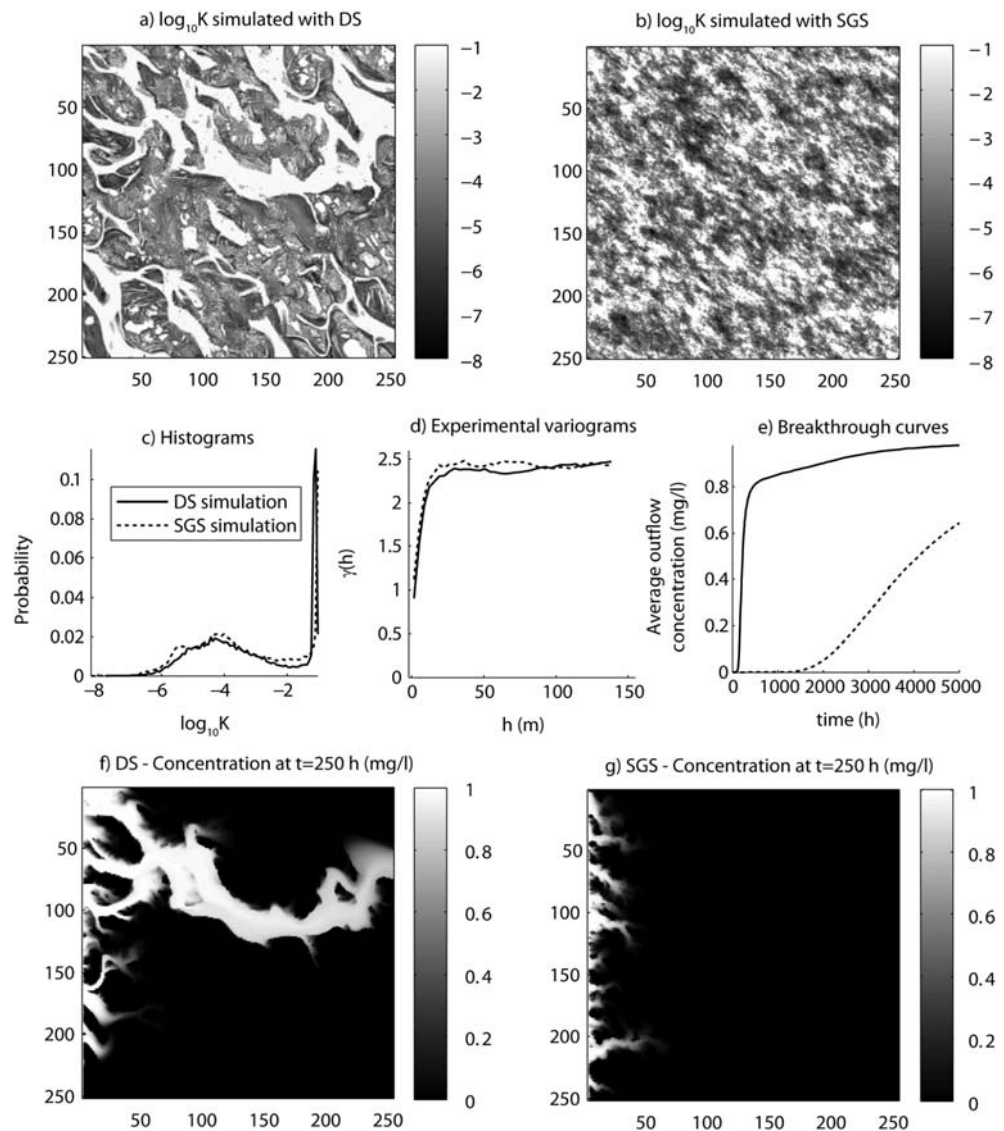 a) log₁₀K simulated with DS
b) log₁₀K simulated with SGS
50
100
150
200
250
50 100 150 200 250
−1
−2
−3
−4
−5
−6
−7
−8
50
100
150
200
250
50 100 150 200 250
−1
−2
−3
−4
−5
−6
−7
−8
c) Histograms
Probability
0.1
0.08
0.06
0.04
0.02
0
−8 −6 −4 −2
log₁₀K
DS simulation
SGS simulation
d) Experimental variograms
γ(h)
2.5
2
1.5
1
0.5
0
0 50 100 150
h (m)
e) Breakthrough curves
Average outflow
concentration (mg/l)
0.8
0.6
0.4
0.2
0
0 1000 2000 3000 4000 5000
time (h)
f) DS - Concentration at t=250 h (mg/l)
50
100
150
200
250
50 100 150 200 250
1
0.8
0.6
0.4
0.2
0
g) SGS - Concentration at t=250 h (mg/l)
50
100
150
200
250
50 100 150 200 250
1
0.8
0.6
0.4
0.2
0